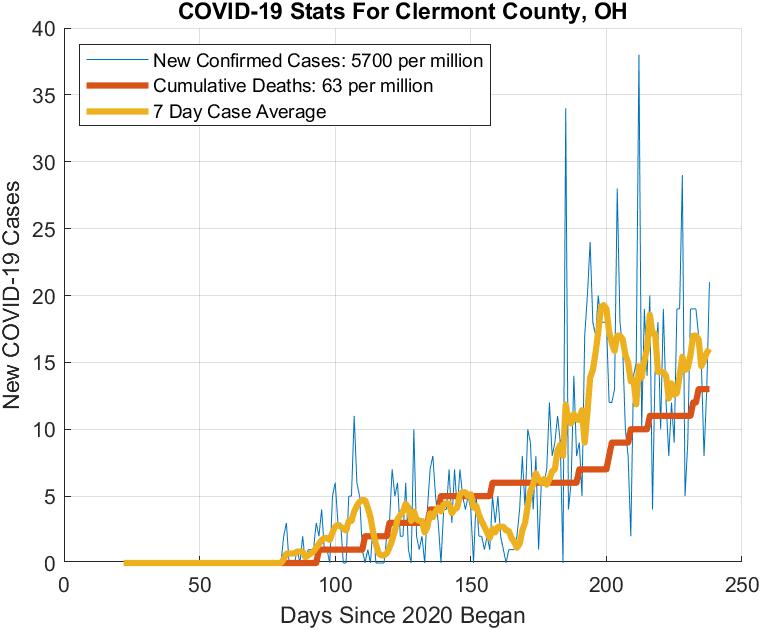 COVID-19 Stats For Clermont County, OH
New Confirmed Cases: 5700 per million
Cumulative Deaths: 63 per million
7 Day Case Average
New COVID-19 Cases
40
35
30
25
20
15
10
5
0
0 50 100 150 200 250
Days Since 2020 Began